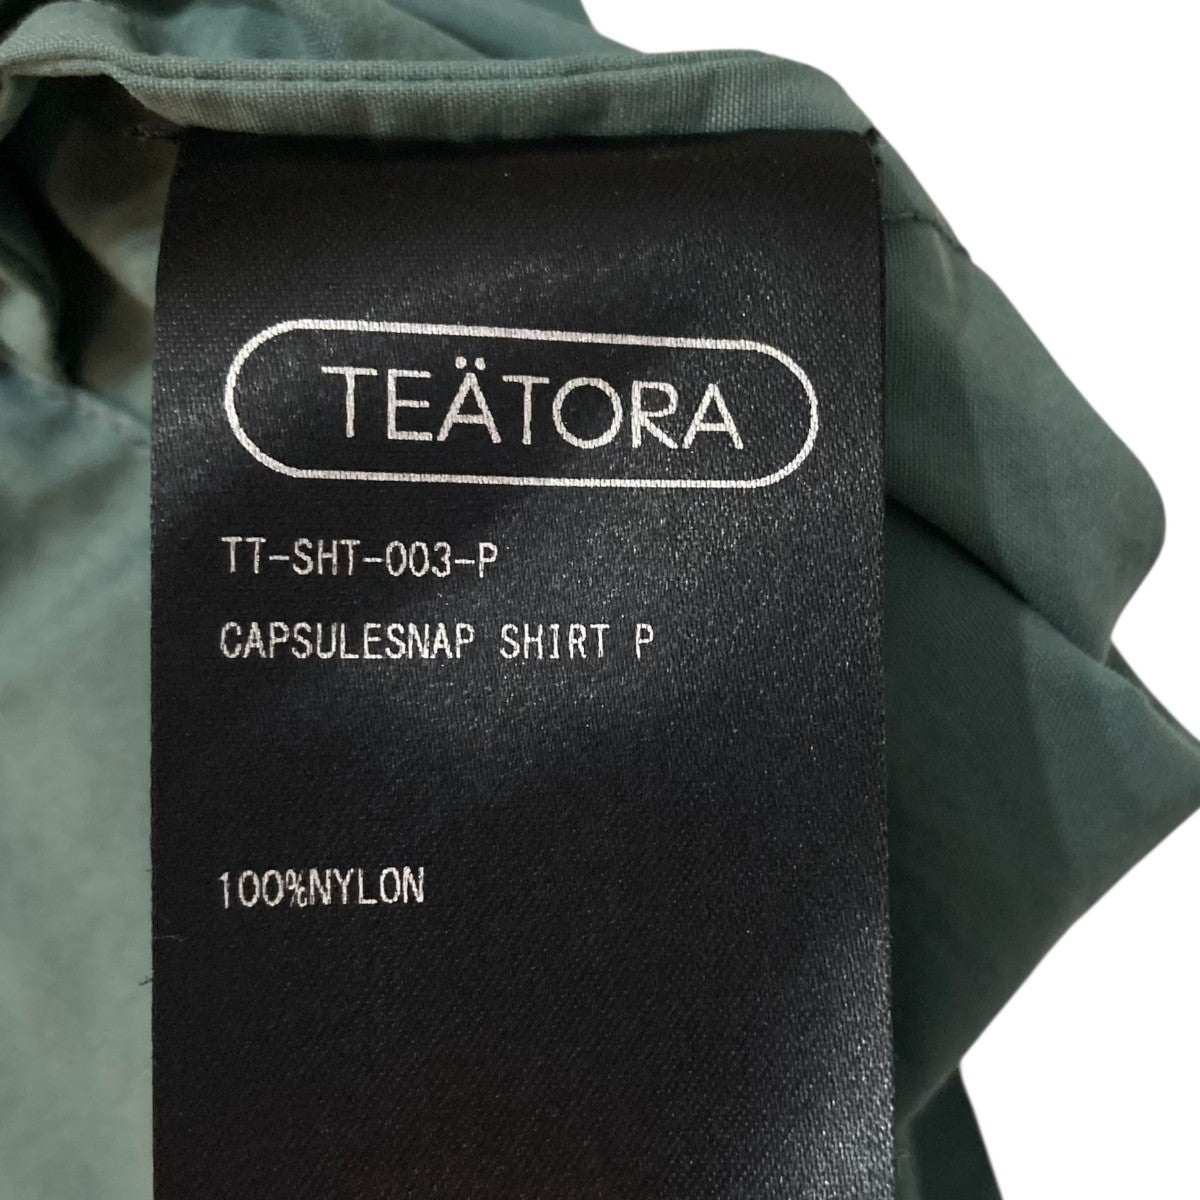 TEÄTORA
TT-SHT-003-P
CAPSULESNAP SHIRT P
100%NYLON